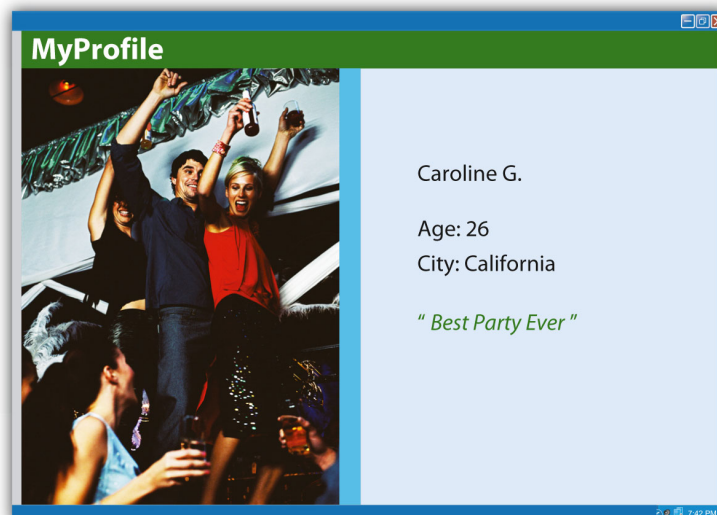 MyProfile
Caroline G.
Age: 26
City: California
“ Best Party Ever ”
7:42 PM